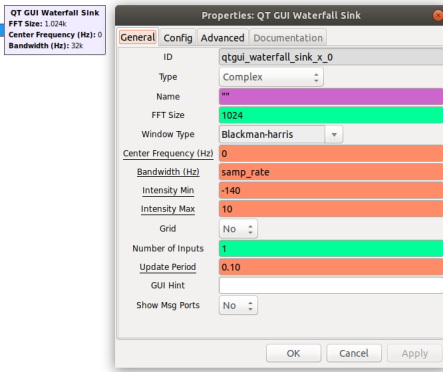 QT GUI Waterfall Sink
FFT Size: 1.024k
Center Frequency (Hz): 0
Bandwidth (Hz): 32k
Properties: QT GUI Waterfall Sink
General Config Advanced Documentation
ID qtgui_waterfall_sink_x_0
Type Complex
Name ""
FFT Size 1024
Window Type Blackman-harris
Center Frequency (Hz) 0
Bandwidth (Hz) samp_rate
Intensity Min -140
Intensity Max 10
Grid No
Number of Inputs 1
Update Period 0.10
GUI Hint
Show Msg Ports No
OK Cancel Apply